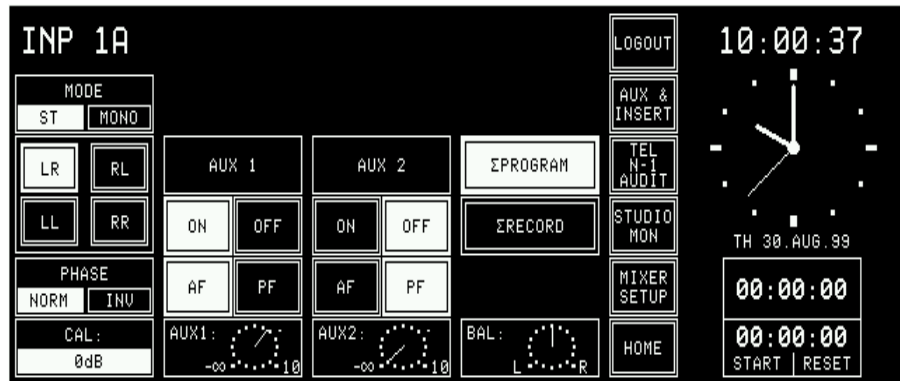 INP 1A
MODE
ST MONO
LR RL
LL RR
PHASE
NORM INV
CAL:
0dB
AUX 1
ON OFF
AF PF
AUX1:
-∞ 10
AUX 2
ON OFF
AF PF
AUX2:
-∞ 10
ΣPROGRAM
ΣRECORD
BAL:
L R
LOGOUT
AUX &
INSERT
TEL
N-1
AUDIT
STUDIO
MON
MIXER
SETUP
HOME
10:00:37
TH 30.AUG.99
00:00:00
00:00:00
START | RESET